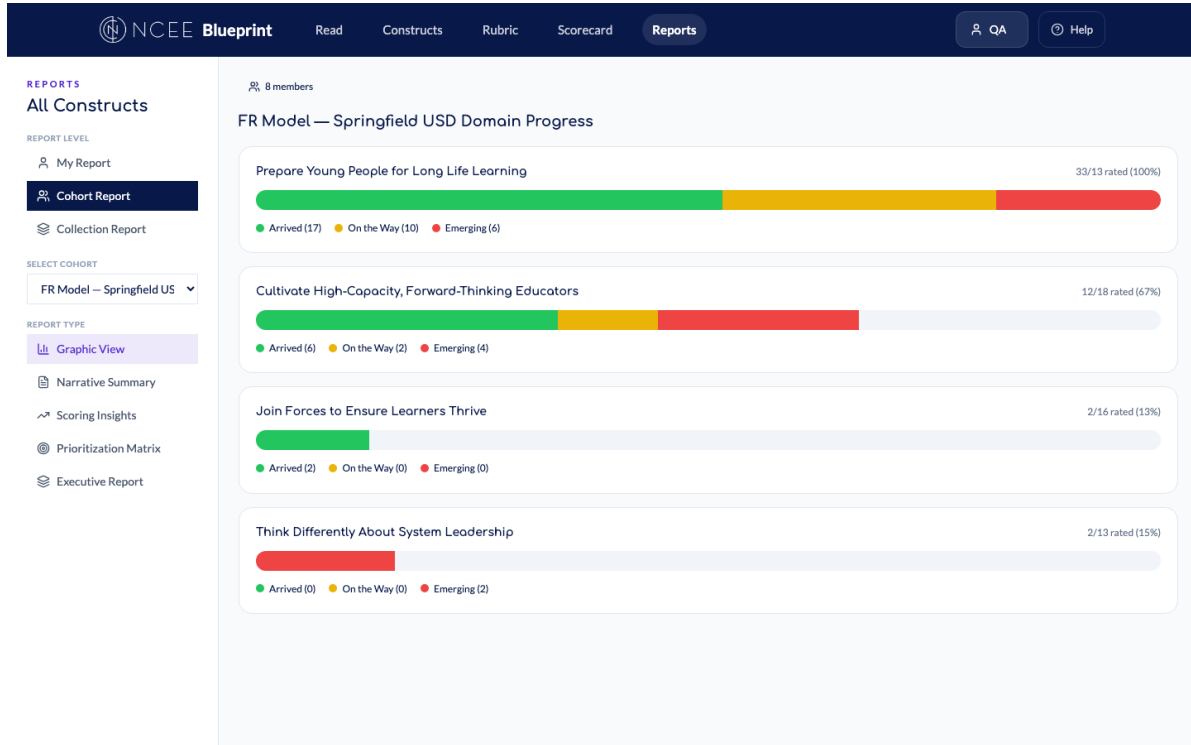 NCEE Blueprint Read Constructs Rubric Scorecard Reports QA Help
REPORTS
All Constructs
REPORT LEVEL
My Report
Cohort Report
Collection Report
SELECT COHORT
FR Model — Springfield US
REPORT TYPE
Graphic View
Narrative Summary
Scoring Insights
Prioritization Matrix
Executive Report
8 members
FR Model — Springfield USD Domain Progress
Prepare Young People for Long Life Learning 33/13 rated (100%)
Arrived (17) On the Way (10) Emerging (6)
Cultivate High-Capacity, Forward-Thinking Educators 12/18 rated (67%)
Arrived (6) On the Way (2) Emerging (4)
Join Forces to Ensure Learners Thrive 2/16 rated (13%)
Arrived (2) On the Way (0) Emerging (0)
Think Differently About System Leadership 2/13 rated (15%)
Arrived (0) On the Way (0) Emerging (2)